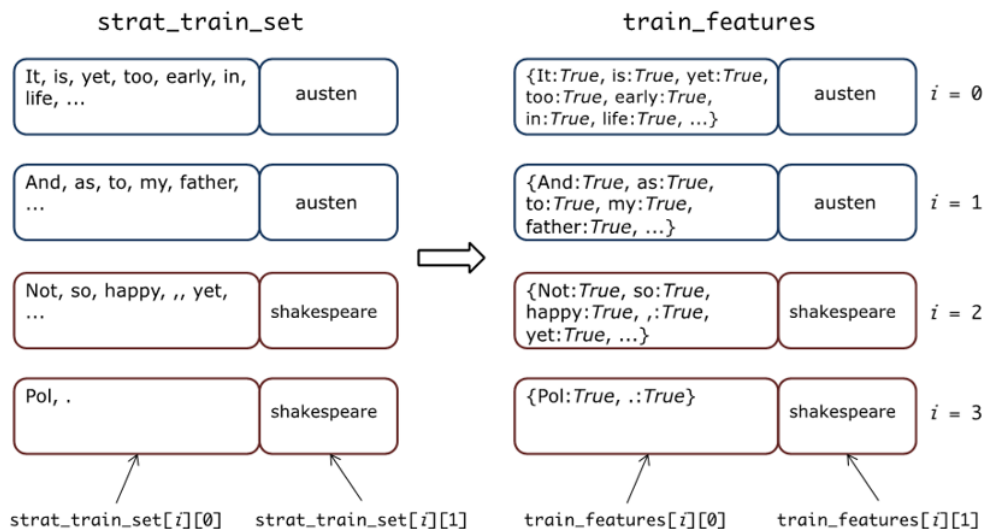 strat_train_set
train_features
It, is, yet, too, early, in,
life, ...
austen
{It:True, is:True, yet:True,
too:True, early:True,
in:True, life:True, ...}
austen
i = 0
And, as, to, my, father,
...
austen
{And:True, as:True,
to:True, my:True,
father:True, ...}
austen
i = 1
Not, so, happy, ,, yet,
...
shakespeare
{Not:True, so:True,
happy:True, ,:True,
yet:True, ...}
shakespeare
i = 2
Pol, .
shakespeare
{Pol:True, .:True}
shakespeare
i = 3
strat_train_set[i][0]
strat_train_set[i][1]
train_features[i][0]
train_features[i][1]